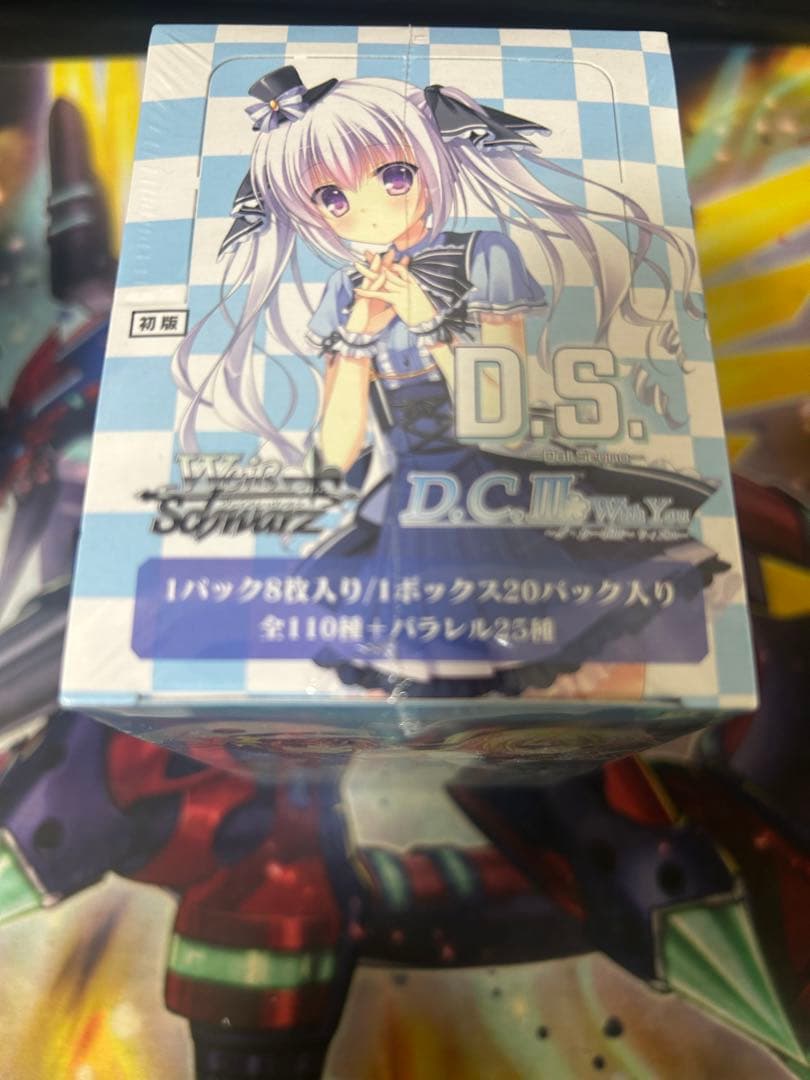 初版
D.S.
—Dal Segno—
Weiß
Schwarz
D.C.III With You
1パック8枚入り/1ボックス20パック入り
全110種+パラレル25種